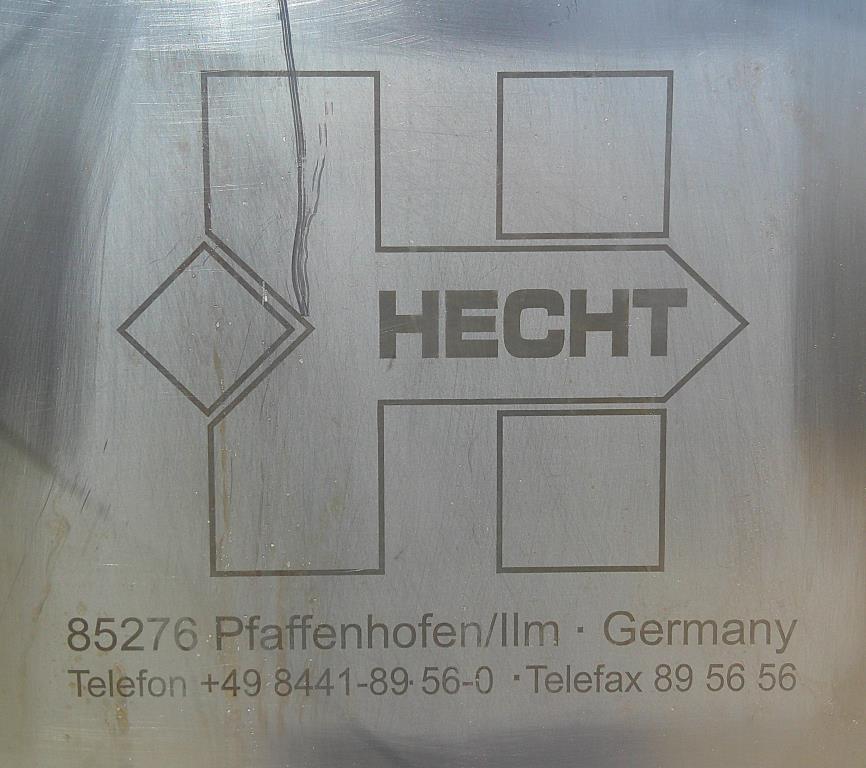 HECHT
85276 Pfaffenhofen/Ilm · Germany
Telefon +49 8441-89 56-0 · Telefax 89 56 56